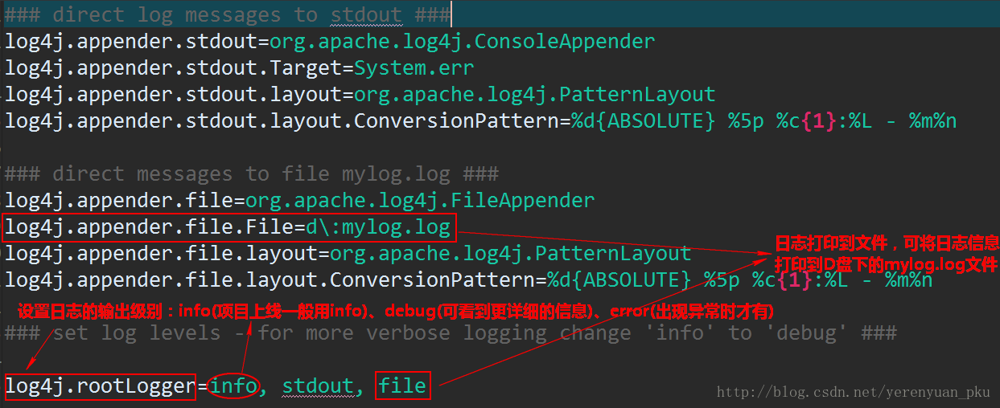 ### direct log messages to stdout ###
log4j.appender.stdout=org.apache.log4j.ConsoleAppender
log4j.appender.stdout.Target=System.err
log4j.appender.stdout.layout=org.apache.log4j.PatternLayout
log4j.appender.stdout.layout.ConversionPattern=%d{ABSOLUTE} %5p %c{1}:%L - %m%n
### direct messages to file mylog.log ###
log4j.appender.file=org.apache.log4j.FileAppender
log4j.appender.file.File=d\:mylog.log
日志打印到文件，可将日志信息
打印到D盘下的mylog.log文件
log4j.appender.file.layout=org.apache.log4j.PatternLayout
log4j.appender.file.layout.ConversionPattern=%d{ABSOLUTE} %5p %c{1}:%L - %m%n
设置日志的输出级别：info(项目上线一般用info)、debug(可看到更详细的信息)、error(出现异常时才有)
### set log levels - for more verbose logging change 'info' to 'debug' ###
log4j.rootLogger=info, stdout, file
http://blog.csdn.net/yerenyuan_pku